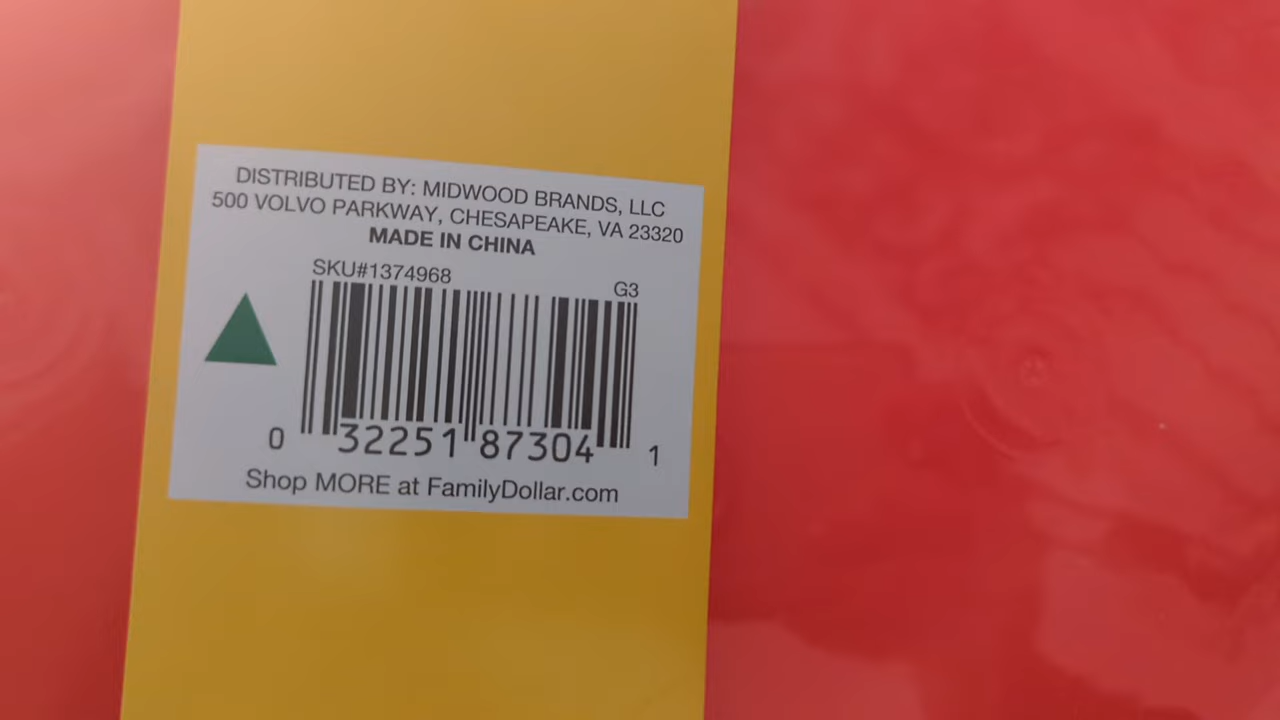 DISTRIBUTED BY: MIDWOOD BRANDS, LLC
500 VOLVO PARKWAY, CHESAPEAKE, VA 23320
MADE IN CHINA
SKU#1374968
G3
0 32251 87304 1
Shop MORE at FamilyDollar.com